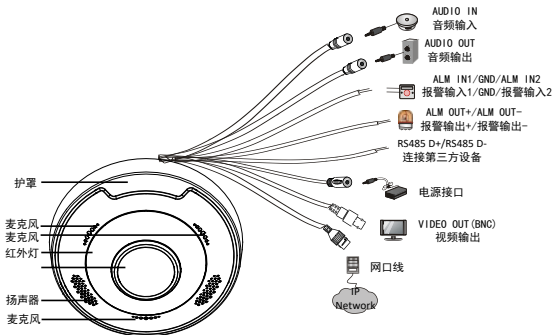 AUDIO IN
音频输入
AUDIO OUT
音频输出
ALM IN1/GND/ALM IN2
报警输入1/GND/报警输入2
ALM OUT+/ALM OUT-
报警输出+/报警输出-
RS485 D+/RS485 D-
连接第三方设备
电源接口
VIDEO OUT(BNC)
视频输出
网口线
IP
Network
护罩
麦克风
麦克风
红外灯
扬声器
麦克风